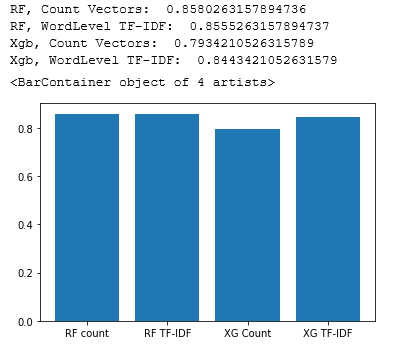 RF, Count Vectors:  0.8580263157894736
RF, WordLevel TF-IDF:  0.8555263157894737
Xgb, Count Vectors:  0.7934210526315789
Xgb, WordLevel TF-IDF:  0.8443421052631579
<BarContainer object of 4 artists>
0.8
0.6
0.4
0.2
0.0
RF count RF TF-IDF XG Count XG TF-IDF